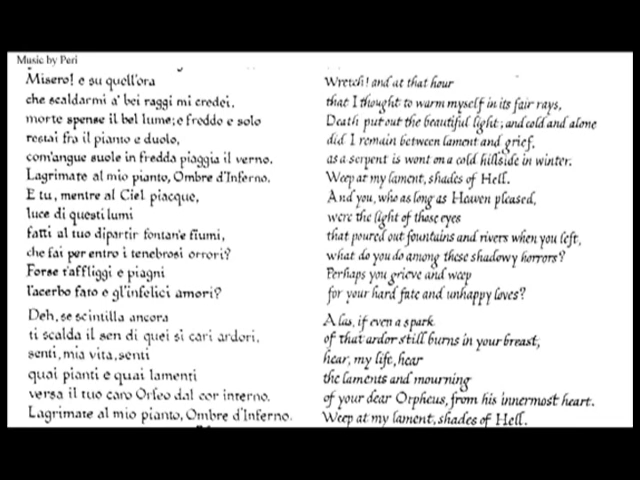 Music by Peri
Misero! e su quell'ora
che scaldarmi a' bei raggi mi credei,
morte spense il bel lume; e freddo e solo
restai fra il pianto e duolo,
com'angue suole in fredda piaggia il verno.
Lagrimate al mio pianto, Ombre d'Inferno.
E tu, mentre al Ciel piacque,
luce di questi lumi
fatti al tuo dipartir fontan'e fiumi,
che fai per entro i tenebrosi orrori?
Forse t'affliggi e piagni
l'acerbo fato e gl'infelici amori?
Deh, se scintilla ancora
ti scalda il sen di quei sì cari ardori,
senti, mia vita, senti
quai pianti e quai lamenti
versa il tuo caro Orfeo dal cor interno.
Lagrimate al mio pianto, Ombre d'Inferno.
Wretch! and at that hour
that I thought to warm myself in its fair rays,
Death put out the beautiful light; and cold and alone
did I remain between lament and grief,
as a serpent is wont on a cold hillside in winter.
Weep at my lament, shades of Hell.
And you, who as long as Heaven pleased,
were the light of those eyes
that poured out fountains and rivers when you left,
what do you do among these shadowy horrors?
Perhaps you grieve and weep
for your hard fate and unhappy loves?
Alas, if even a spark
of that ardor still burns in your breast,
hear, my life, hear
the laments and mourning
of your dear Orpheus, from his innermost heart.
Weep at my lament, shades of Hell.